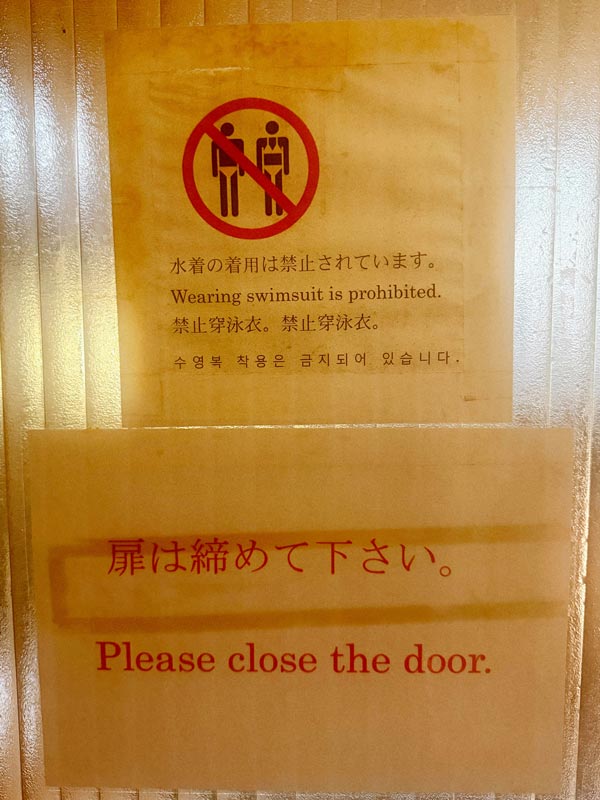 水着の着用は禁止されています。
Wearing swimsuit is prohibited.
禁止穿泳衣。禁止穿泳衣。
수영복 착용은 금지되어 있습니다.
扉は締めて下さい。
Please close the door.